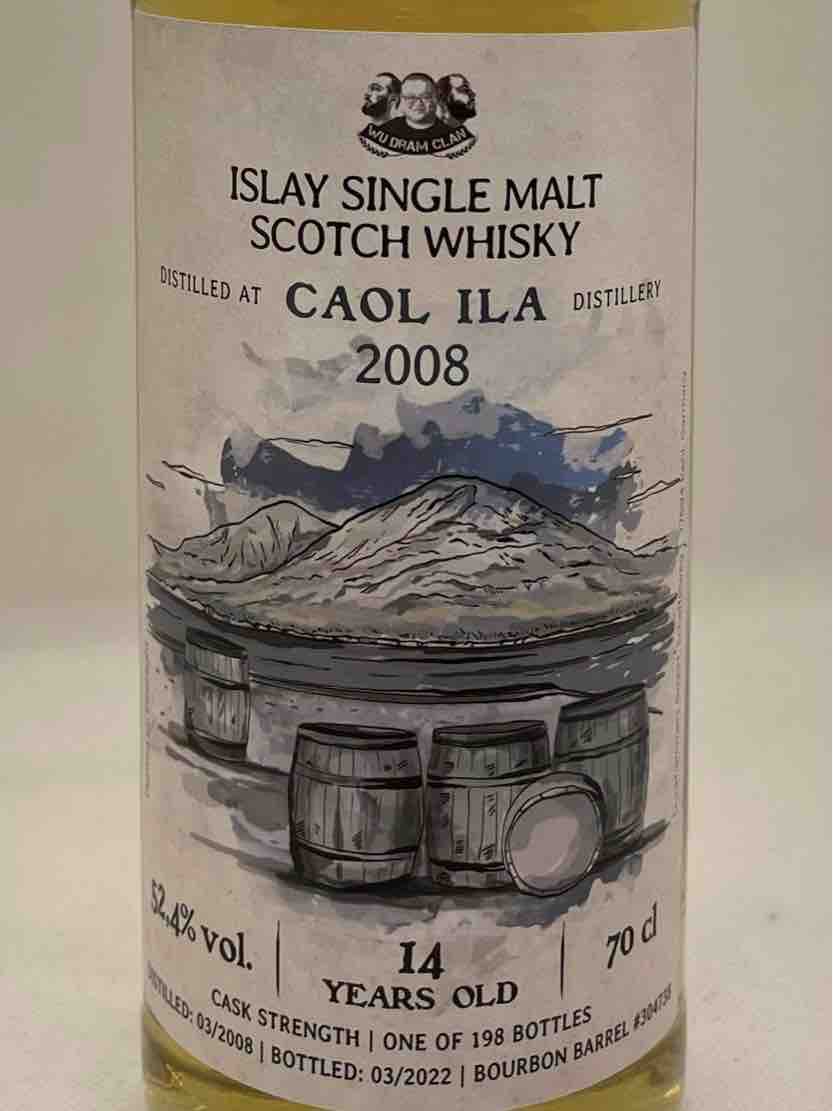 WU DRAM CLAN
ISLAY SINGLE MALT
SCOTCH WHISKY
DISTILLED AT CAOL ILA DISTILLERY
2008
52,4% vol.
14
YEARS OLD
70 cl
CASK STRENGTH | ONE OF 198 BOTTLES
DISTILLED: 03/2008 | BOTTLED: 03/2022 | BOURBON BARREL #304738